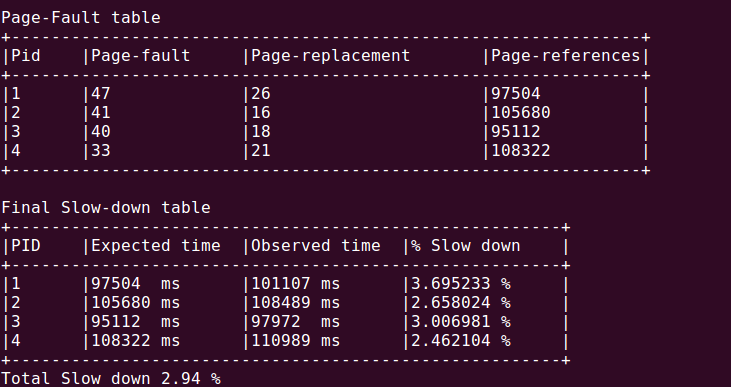 Page-Fault table
+---------------------------------------------------------------+
|Pid    |Page-fault     |Page-replacement       |Page-references|
+---------------------------------------------------------------+
|1      |47             |26                     |97504          |
|2      |41             |16                     |105680         |
|3      |40             |18                     |95112          |
|4      |33             |21                     |108322         |
+---------------------------------------------------------------+
Final Slow-down table
+-------------------------------------------------------+
|PID    |Expected time  |Observed time  |% Slow down    |
+-------------------------------------------------------+
|1      |97504  ms      |101107 ms      |3.695233 %     |
|2      |105680 ms      |108489 ms      |2.658024 %     |
|3      |95112  ms      |97972  ms      |3.006981 %     |
|4      |108322 ms      |110989 ms      |2.462104 %     |
+-------------------------------------------------------+
Total Slow down 2.94 %